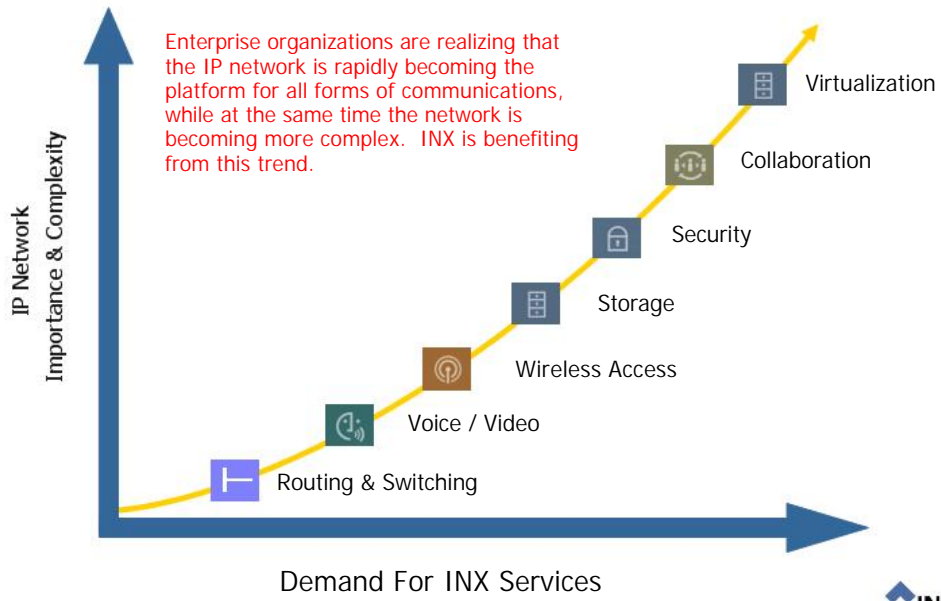 Enterprise organizations are realizing that
the IP network is rapidly becoming the
platform for all forms of communications,
while at the same time the network is
becoming more complex. INX is benefiting
from this trend.
Virtualization
Collaboration
Security
Storage
Wireless Access
Voice / Video
Routing & Switching
IP Network
Importance & Complexity
Demand For INX Services